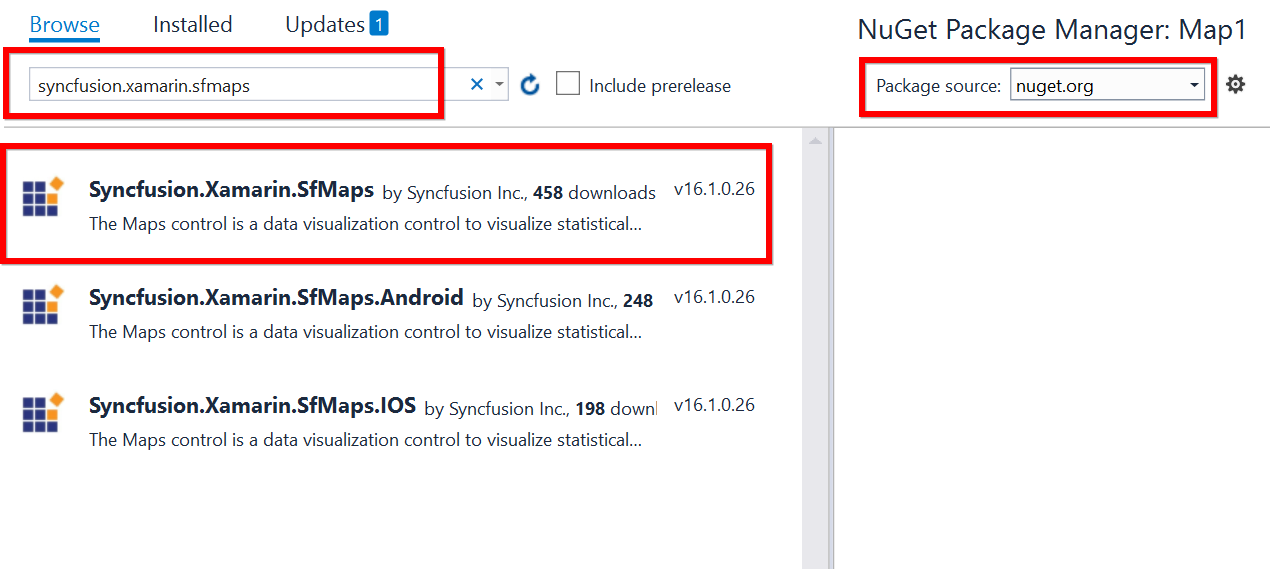 Browse Installed Updates 1
NuGet Package Manager: Map1
syncfusion.xamarin.sfmaps Include prerelease
Package source: nuget.org
Syncfusion.Xamarin.SfMaps by Syncfusion Inc., 458 downloads v16.1.0.26
The Maps control is a data visualization control to visualize statistical...
Syncfusion.Xamarin.SfMaps.Android by Syncfusion Inc., 248 v16.1.0.26
The Maps control is a data visualization control to visualize statistical...
Syncfusion.Xamarin.SfMaps.IOS by Syncfusion Inc., 198 downl v16.1.0.26
The Maps control is a data visualization control to visualize statistical...